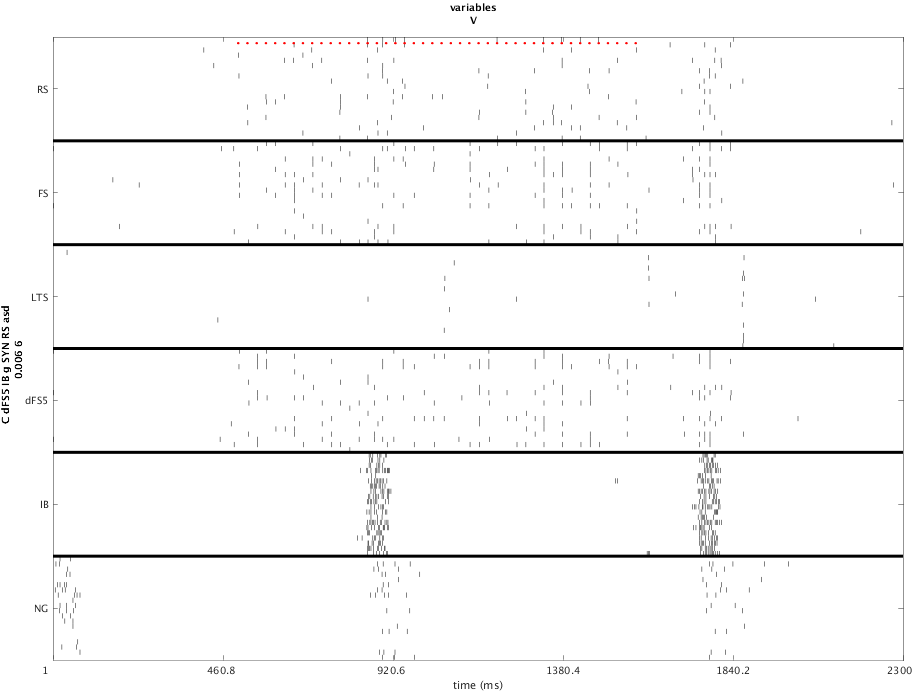 variables
V
C dFS5 IB g SYN RS asd
0.006 6
RS
FS
LTS
dFS5
IB
NG
1
460.8
920.6
1380.4
1840.2
2300
time (ms)